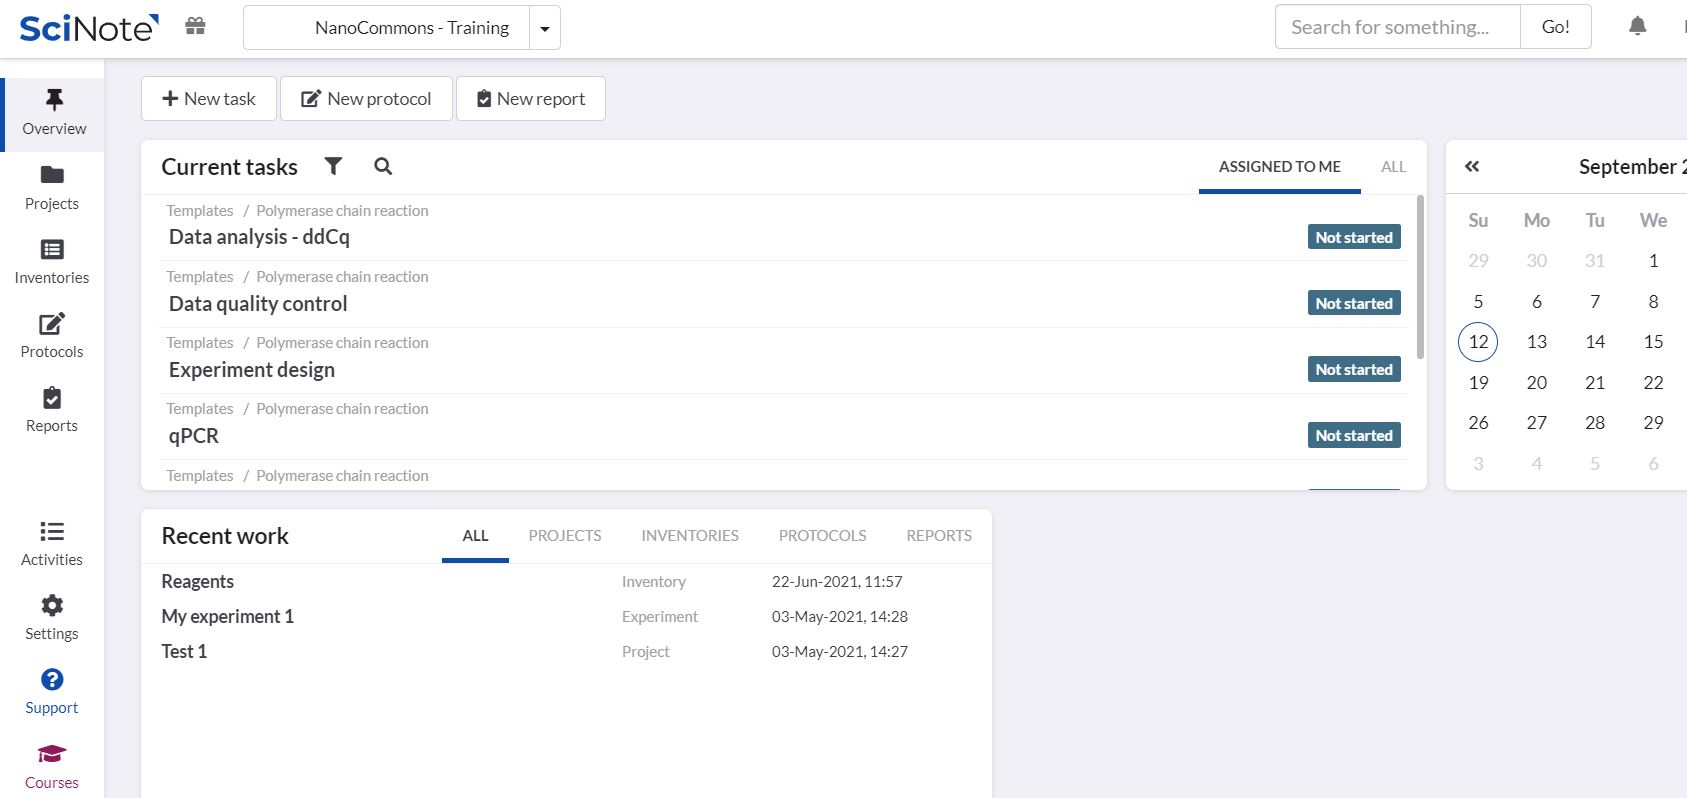 SciNote
NanoCommons - Training
Search for something...
Go!
Overview
Projects
Inventories
Protocols
Reports
Activities
Settings
Support
Courses
New task
New protocol
New report
Current tasks
ASSIGNED TO ME
ALL
Templates / Polymerase chain reaction
Data analysis - ddCq
Not started
Templates / Polymerase chain reaction
Data quality control
Not started
Templates / Polymerase chain reaction
Experiment design
Not started
Templates / Polymerase chain reaction
qPCR
Not started
Templates / Polymerase chain reaction
September 2
Su Mo Tu We
29 30 31 1
5 6 7 8
12 13 14 15
19 20 21 22
26 27 28 29
3 4 5 6
Recent work
ALL
PROJECTS
INVENTORIES
PROTOCOLS
REPORTS
Reagents Inventory 22-Jun-2021, 11:57
My experiment 1 Experiment 03-May-2021, 14:28
Test 1 Project 03-May-2021, 14:27